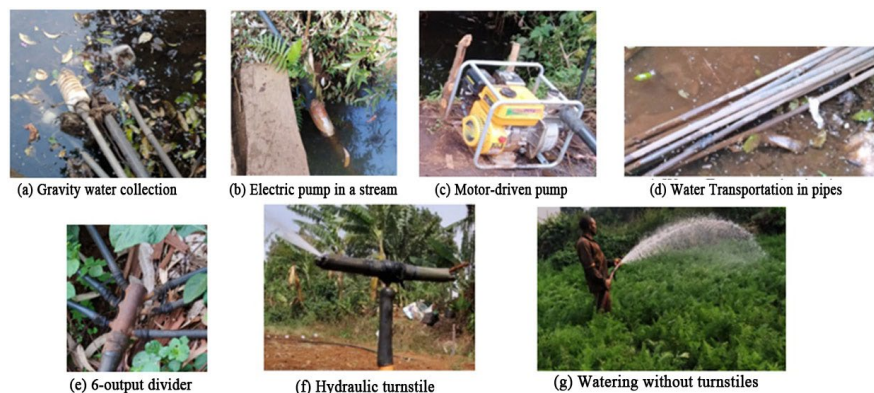 (a) Gravity water collection
(b) Electric pump in a stream
(c) Motor-driven pump
(d) Water Transportation in pipes
(e) 6-output divider
(f) Hydraulic turnstile
(g) Watering without turnstiles